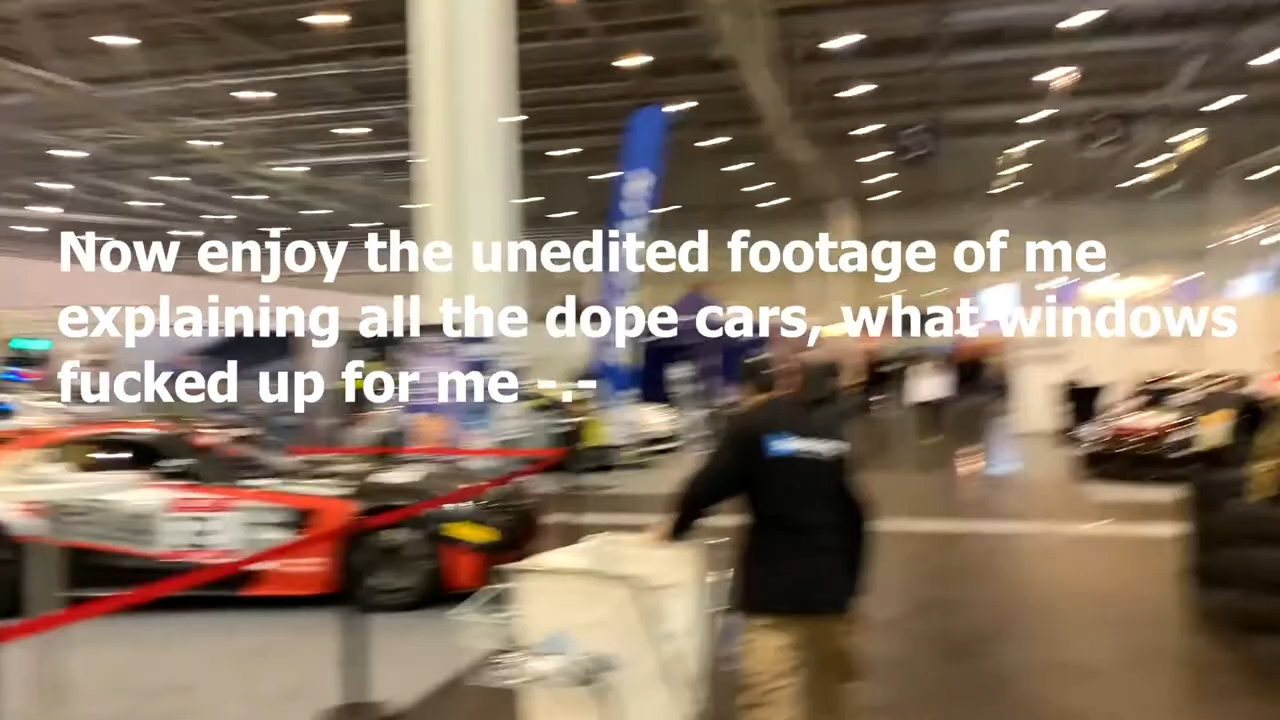 Now enjoy the unedited footage of me
explaining all the dope cars, what windows
fucked up for me -.-